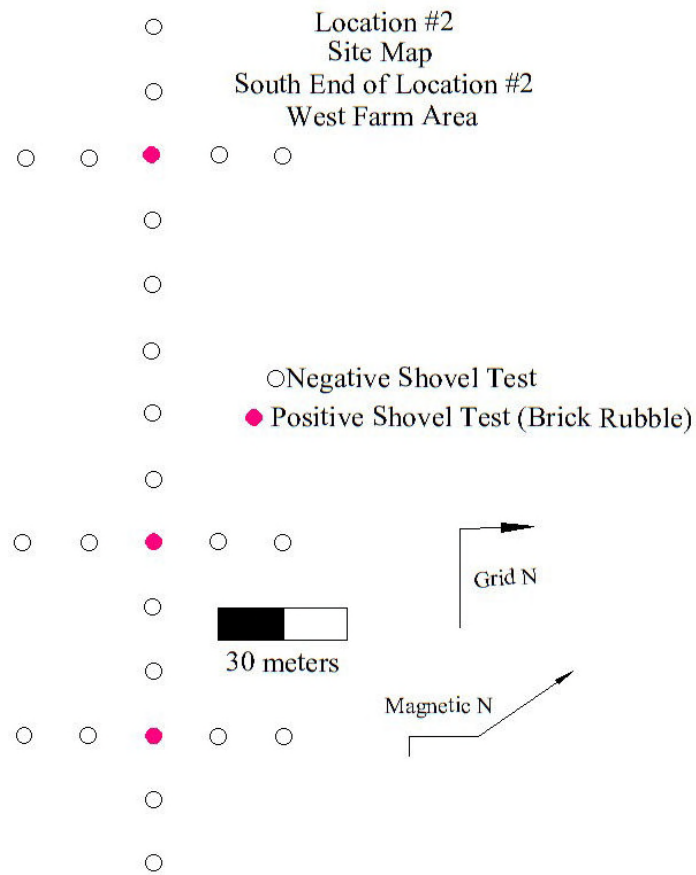 Location #2
Site Map
South End of Location #2
West Farm Area
Negative Shovel Test
Positive Shovel Test (Brick Rubble)
Grid N
30 meters
Magnetic N